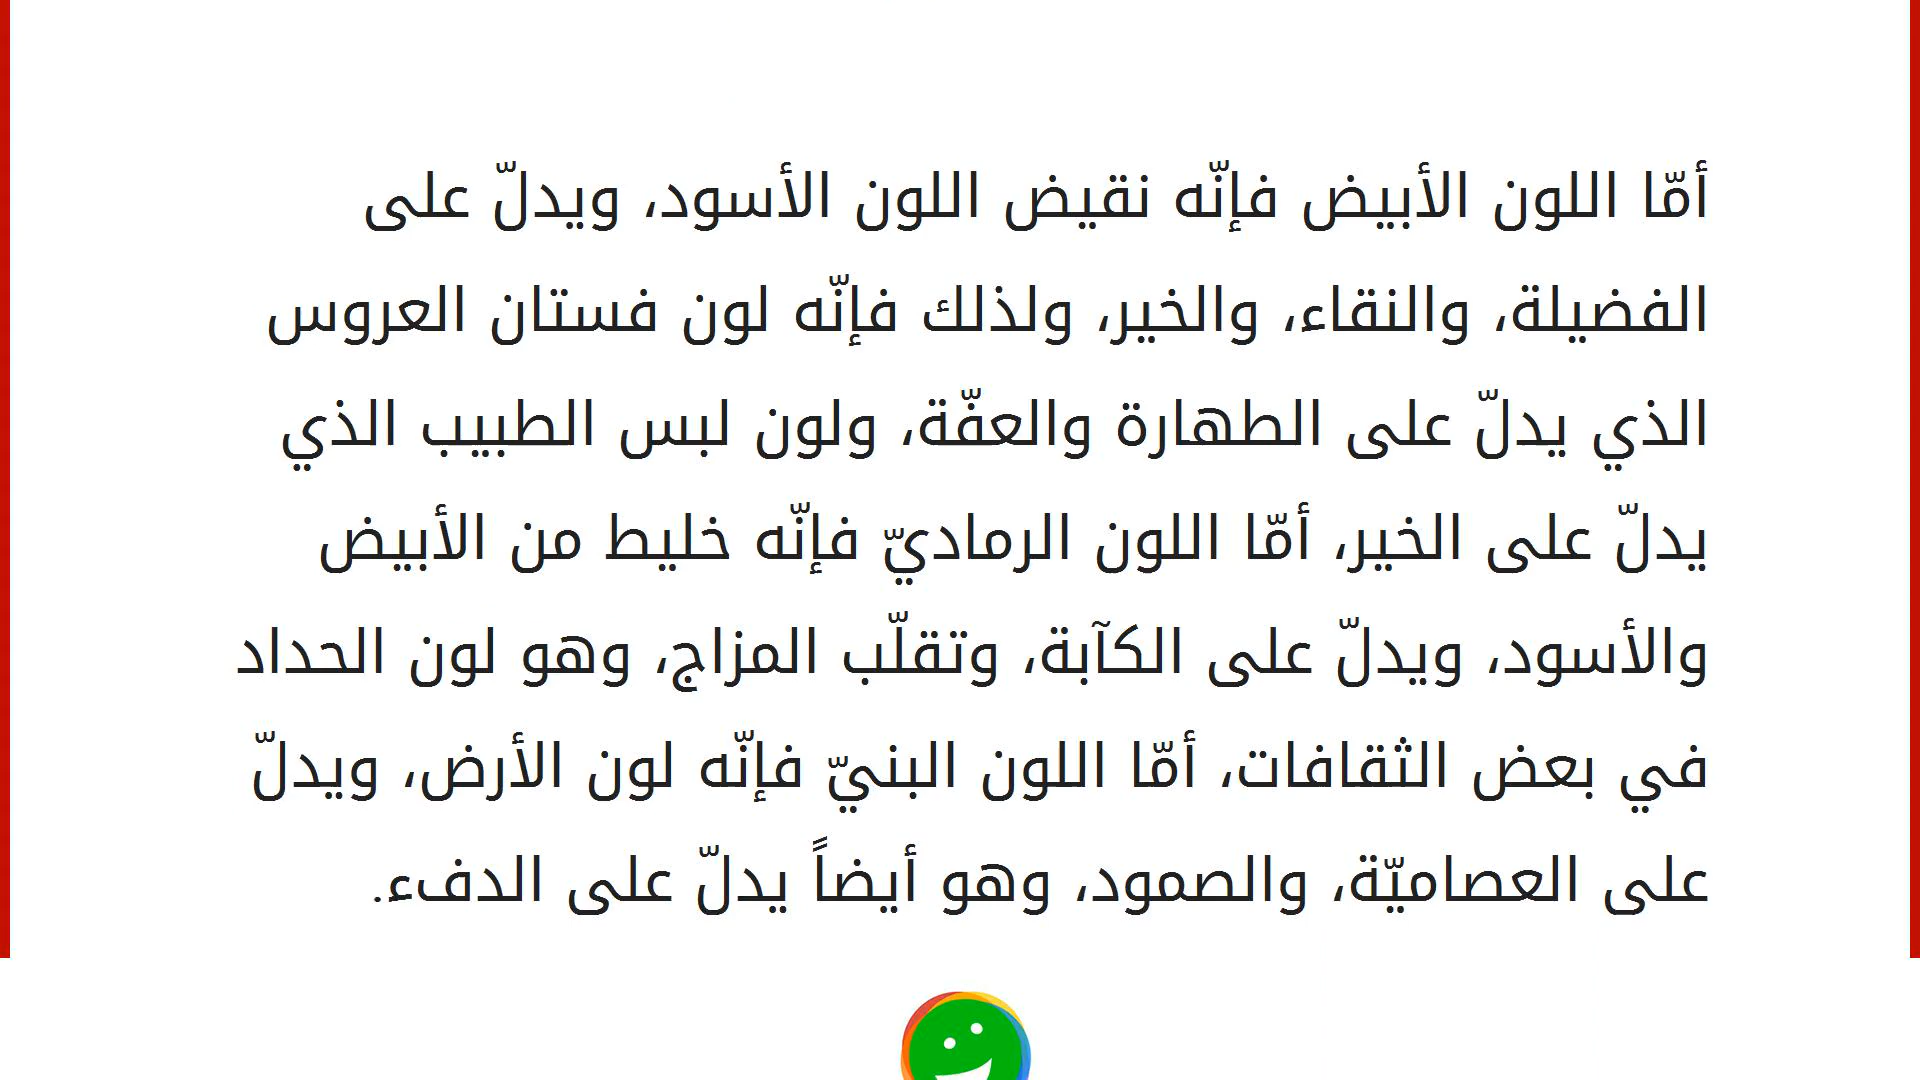 أمّا اللون الأبيض فإنّه نقيض اللون الأسود، ويدلّ على
الفضيلة، والنقاء، والخير، ولذلك فإنّه لون فستان العروس
الذي يدلّ على الطهارة والعفّة، ولون لبس الطبيب الذي
يدلّ على الخير، أمّا اللون الرماديّ فإنّه خليط من الأبيض
والأسود، ويدلّ على الكآبة، وتقلّب المزاج، وهو لون الحداد
في بعض الثقافات، أمّا اللون البنيّ فإنّه لون الأرض، ويدلّ
على العصاميّة، والصمود، وهو أيضاً يدلّ على الدفء.